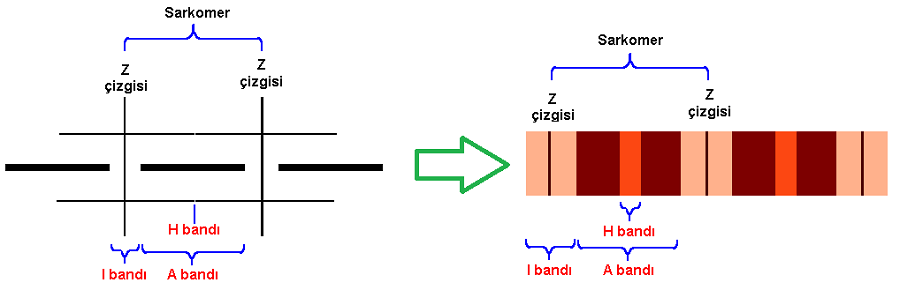 Sarkomer
Z
çizgisi
Z
çizgisi
H bandı
I bandı
A bandı
Sarkomer
Z
çizgisi
Z
çizgisi
H bandı
I bandı
A bandı